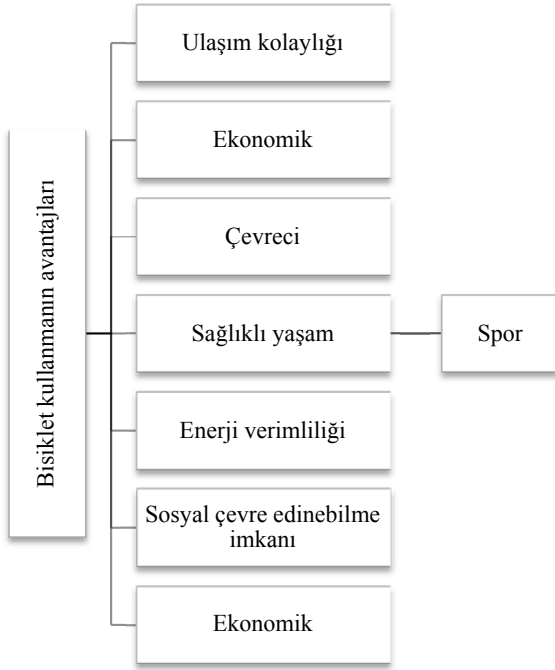 Bisiklet kullanmanın avantajları
Ulaşım kolaylığı
Ekonomik
Çevreci
Sağlıklı yaşam
Spor
Enerji verimliliği
Sosyal çevre edinebilme
imkanı
Ekonomik